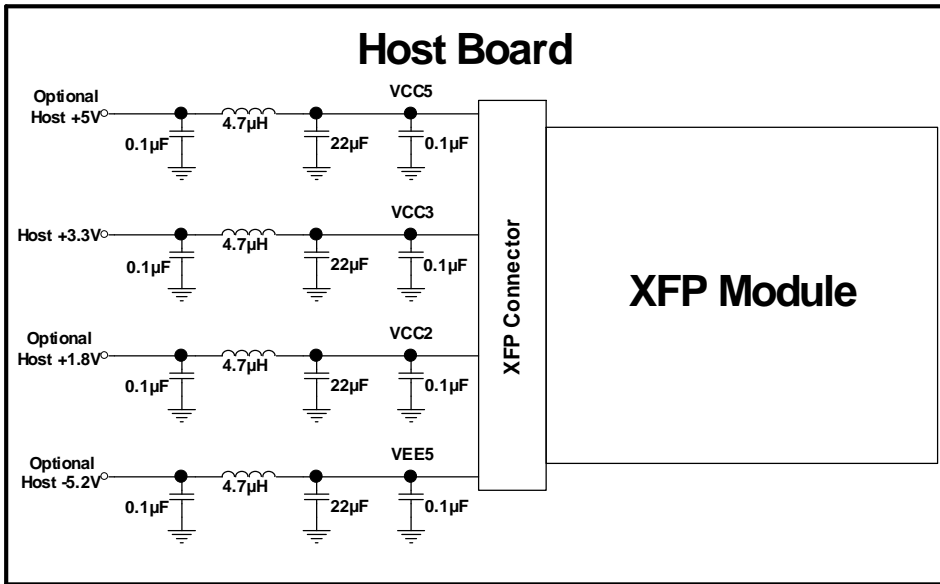 Host Board
Optional
Host +5V
0.1µF
4.7µH
22µF
VCC5
0.1µF
Host +3.3V
0.1µF
4.7µH
22µF
VCC3
0.1µF
Optional
Host +1.8V
0.1µF
4.7µH
22µF
VCC2
0.1µF
Optional
Host -5.2V
0.1µF
4.7µH
22µF
VEE5
0.1µF
XFP Connector
XFP Module